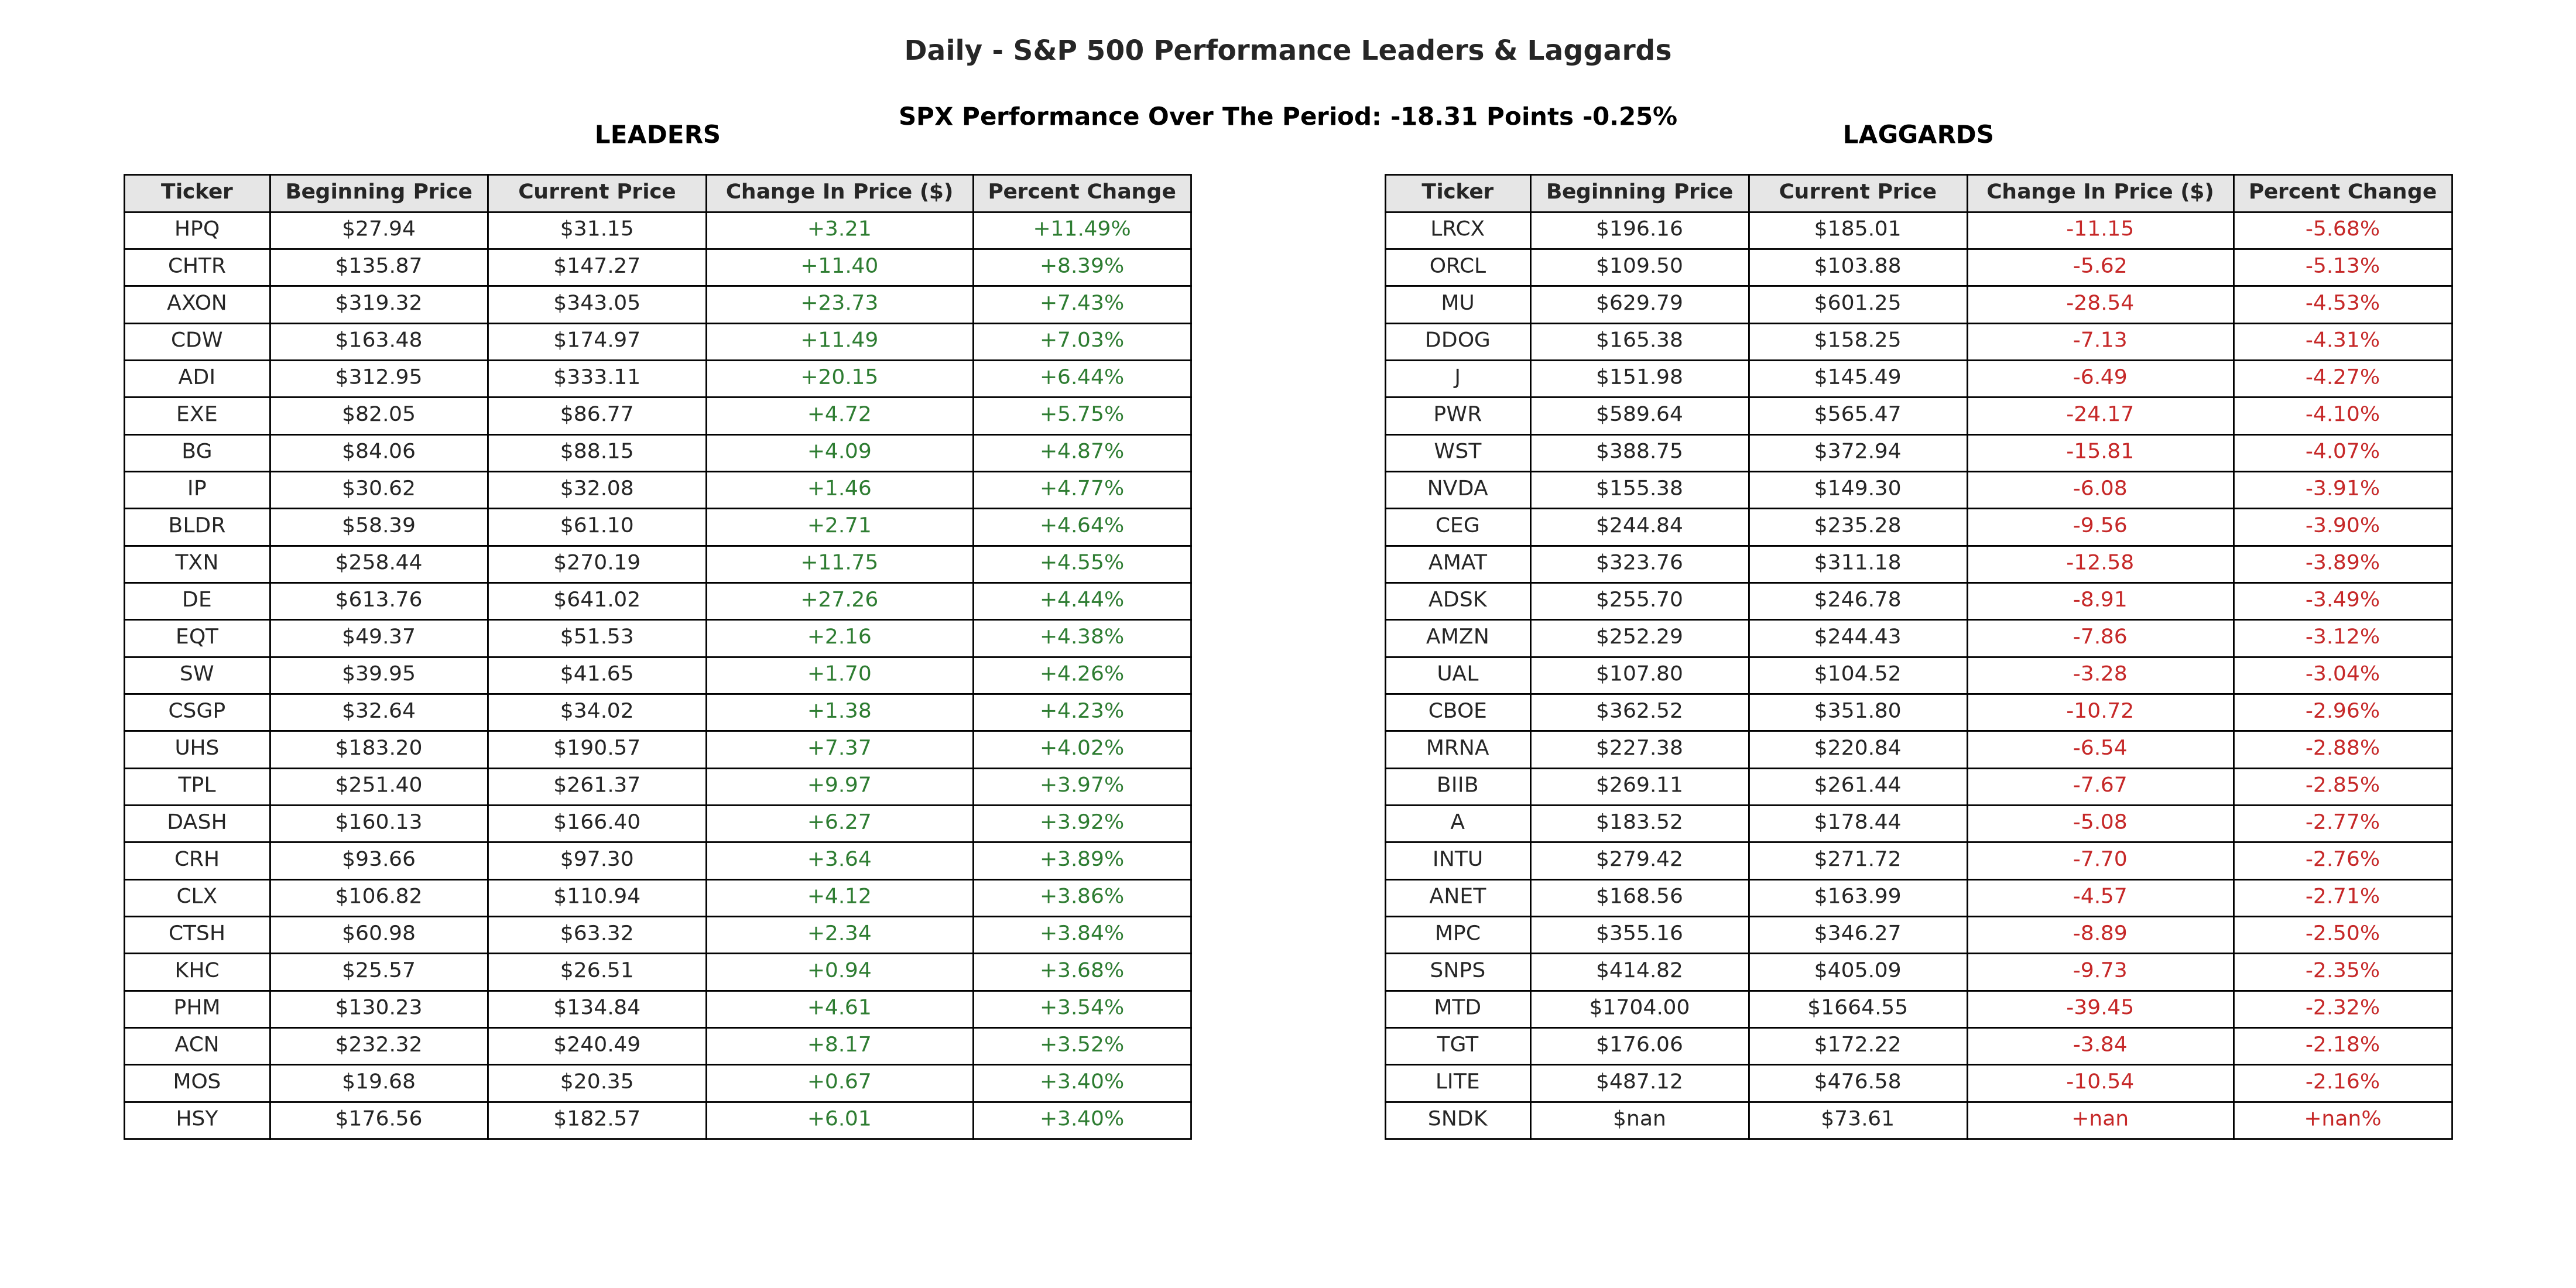 Daily - S&P 500 Performance Leaders & Laggards
SPX Performance Over The Period: -18.31 Points -0.25%
LEADERS
Ticker Beginning Price Current Price Change In Price ($) Percent Change
HPQ $27.94 $31.15 +3.21 +11.49%
CHTR $135.87 $147.27 +11.40 +8.39%
AXON $319.32 $343.05 +23.73 +7.43%
CDW $163.48 $174.97 +11.49 +7.03%
ADI $312.95 $333.11 +20.15 +6.44%
EXE $82.05 $86.77 +4.72 +5.75%
BG $84.06 $88.15 +4.09 +4.87%
IP $30.62 $32.08 +1.46 +4.77%
BLDR $58.39 $61.10 +2.71 +4.64%
TXN $258.44 $270.19 +11.75 +4.55%
DE $613.76 $641.02 +27.26 +4.44%
EQT $49.37 $51.53 +2.16 +4.38%
SW $39.95 $41.65 +1.70 +4.26%
CSGP $32.64 $34.02 +1.38 +4.23%
UHS $183.20 $190.57 +7.37 +4.02%
TPL $251.40 $261.37 +9.97 +3.97%
DASH $160.13 $166.40 +6.27 +3.92%
CRH $93.66 $97.30 +3.64 +3.89%
CLX $106.82 $110.94 +4.12 +3.86%
CTSH $60.98 $63.32 +2.34 +3.84%
KHC $25.57 $26.51 +0.94 +3.68%
PHM $130.23 $134.84 +4.61 +3.54%
ACN $232.32 $240.49 +8.17 +3.52%
MOS $19.68 $20.35 +0.67 +3.40%
HSY $176.56 $182.57 +6.01 +3.40%
LAGGARDS
Ticker Beginning Price Current Price Change In Price ($) Percent Change
LRCX $196.16 $185.01 -11.15 -5.68%
ORCL $109.50 $103.88 -5.62 -5.13%
MU $629.79 $601.25 -28.54 -4.53%
DDOG $165.38 $158.25 -7.13 -4.31%
J $151.98 $145.49 -6.49 -4.27%
PWR $589.64 $565.47 -24.17 -4.10%
WST $388.75 $372.94 -15.81 -4.07%
NVDA $155.38 $149.30 -6.08 -3.91%
CEG $244.84 $235.28 -9.56 -3.90%
AMAT $323.76 $311.18 -12.58 -3.89%
ADSK $255.70 $246.78 -8.91 -3.49%
AMZN $252.29 $244.43 -7.86 -3.12%
UAL $107.80 $104.52 -3.28 -3.04%
CBOE $362.52 $351.80 -10.72 -2.96%
MRNA $227.38 $220.84 -6.54 -2.88%
BIIB $269.11 $261.44 -7.67 -2.85%
A $183.52 $178.44 -5.08 -2.77%
INTU $279.42 $271.72 -7.70 -2.76%
ANET $168.56 $163.99 -4.57 -2.71%
MPC $355.16 $346.27 -8.89 -2.50%
SNPS $414.82 $405.09 -9.73 -2.35%
MTD $1704.00 $1664.55 -39.45 -2.32%
TGT $176.06 $172.22 -3.84 -2.18%
LITE $487.12 $476.58 -10.54 -2.16%
SNDK $nan $73.61 +nan +nan%